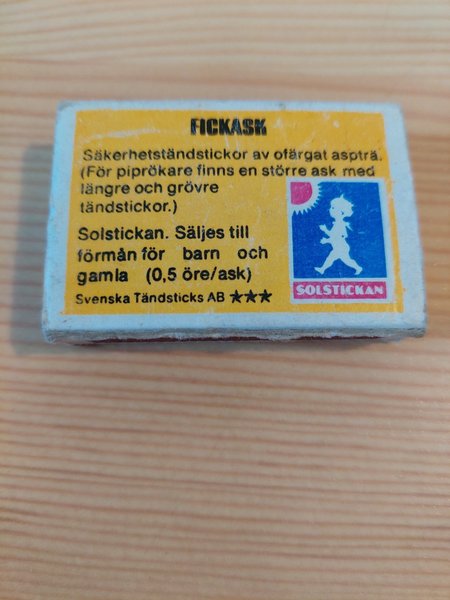 FICKASK
Säkerhetständstickor av ofärgat aspträ.
(För piprökare finns en större ask med
längre och grövre
tändstickor.)
Solstickan. Säljes till
förmån för barn och
gamla (0,5 öre/ask)
Svenska Tändsticks AB ★★★
SOLSTICKAN